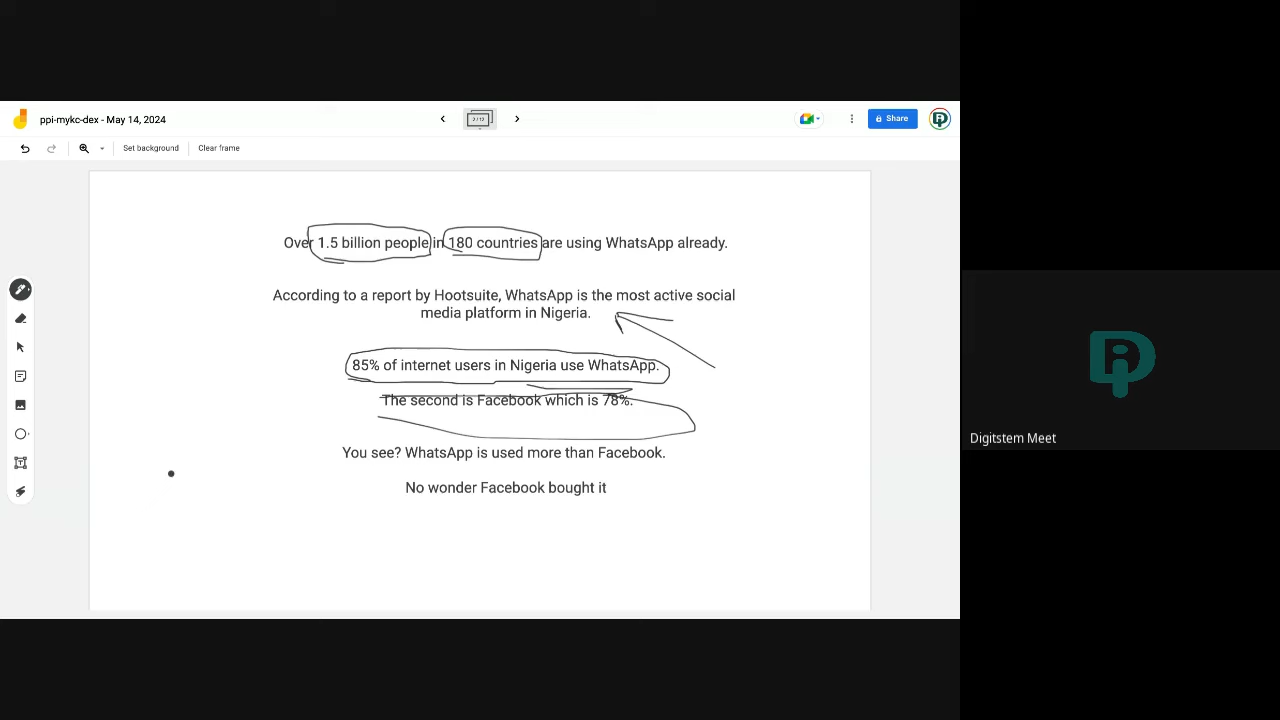 ppi-mykc-dex - May 14, 2024
2 / 12
Share
Set background
Clear frame
Over 1.5 billion people in 180 countries are using WhatsApp already.
According to a report by Hootsuite, WhatsApp is the most active social
media platform in Nigeria.
85% of internet users in Nigeria use WhatsApp.
The second is Facebook which is 78%.
You see? WhatsApp is used more than Facebook.
No wonder Facebook bought it
Digitstem Meet